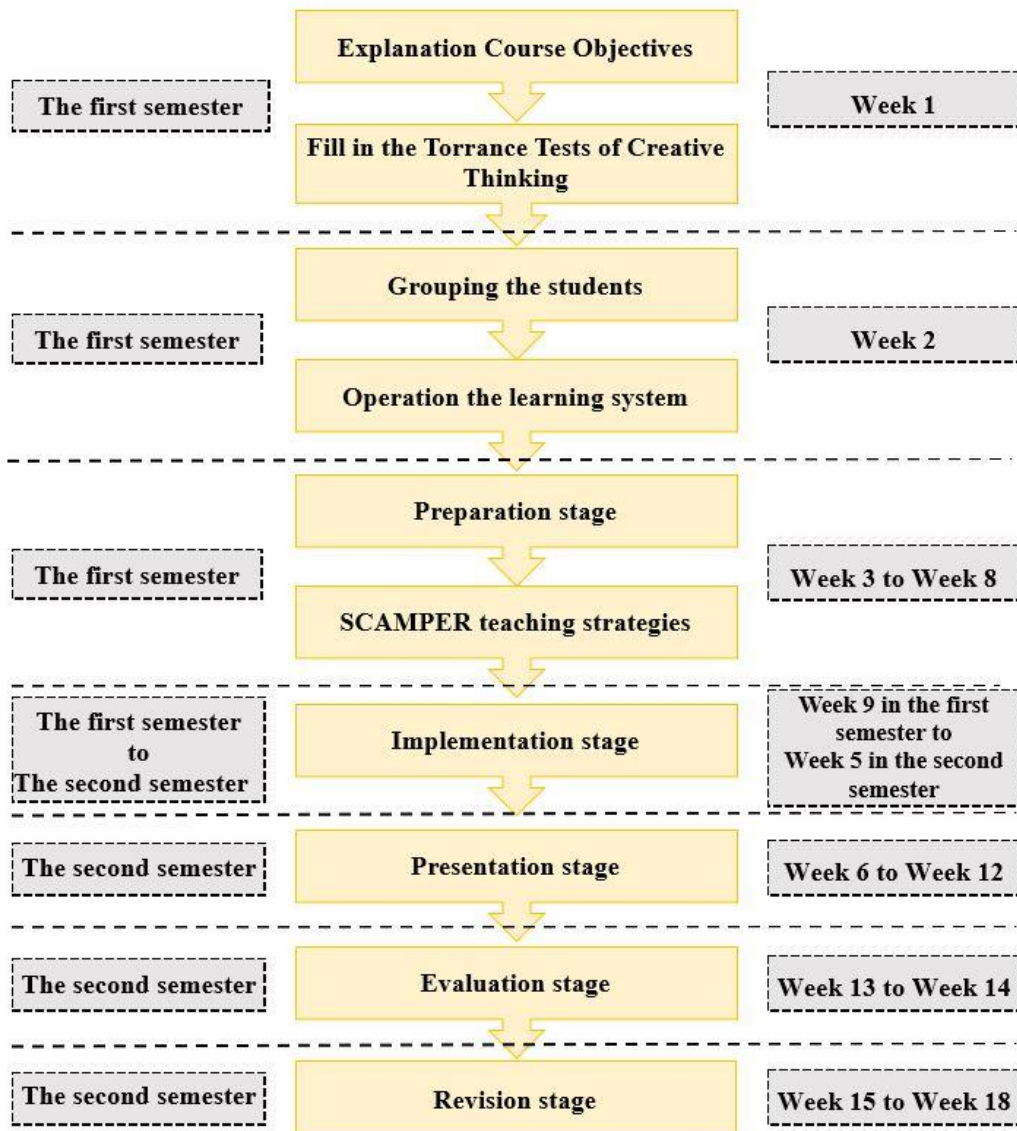 Explanation Course Objectives
The first semester
Week 1
Fill in the Torrance Tests of Creative
Thinking
Grouping the students
The first semester
Week 2
Operation the learning system
Preparation stage
The first semester
Week 3 to Week 8
SCAMPER teaching strategies
The first semester
to
The second semester
Implementation stage
Week 9 in the first
semester to
Week 5 in the second
semester
The second semester
Presentation stage
Week 6 to Week 12
The second semester
Evaluation stage
Week 13 to Week 14
The second semester
Revision stage
Week 15 to Week 18